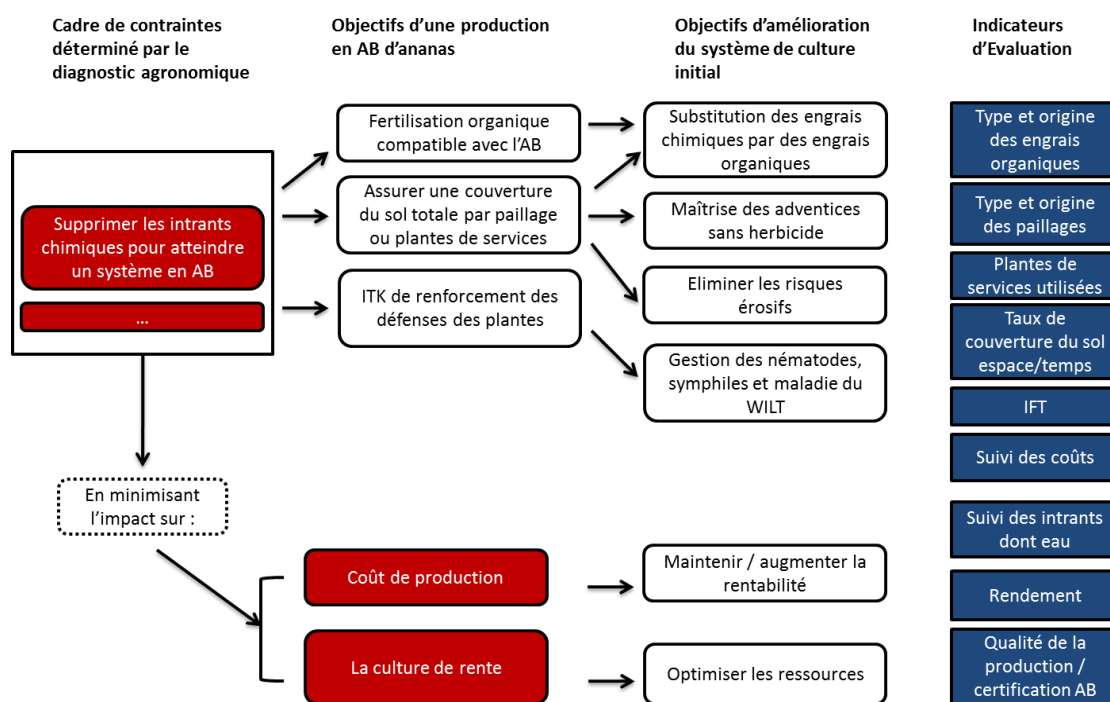 Cadre de contraintes
déterminé par le
diagnostic agronomique
Objectifs d'une production
en AB d'ananas
Objectifs d'amélioration
du système de culture
initial
Indicateurs
d'Evaluation
Supprimer les intrants
chimiques pour atteindre
un système en AB
...
Fertilisation organique
compatible avec l'AB
Assurer une couverture
du sol totale par paillage
ou plantes de services
ITK de renforcement des
défenses des plantes
Substitution des engrais
chimiques par des engrais
organiques
Maîtrise des adventices
sans herbicide
Eliminer les risques
érosifs
Gestion des nématodes,
symphiles et maladie du
WILT
Type et origine
des engrais
organiques
Type et origine
des paillages
Plantes de
services utilisées
Taux de
couverture du sol
espace/temps
IFT
Suivi des coûts
En minimisant
l'impact sur :
Coût de production
La culture de rente
Maintenir / augmenter la
rentabilité
Optimiser les ressources
Suivi des intrants
dont eau
Rendement
Qualité de la
production /
certification AB